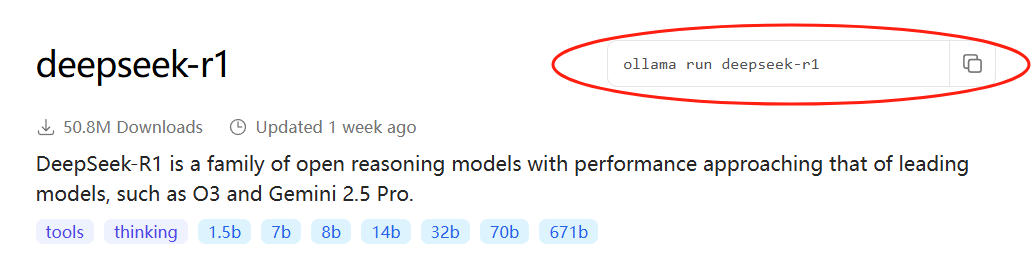 deepseek-r1
ollama run deepseek-r1
50.8M Downloads Updated 1 week ago
DeepSeek-R1 is a family of open reasoning models with performance approaching that of leading
models, such as O3 and Gemini 2.5 Pro.
tools thinking 1.5b 7b 8b 14b 32b 70b 671b